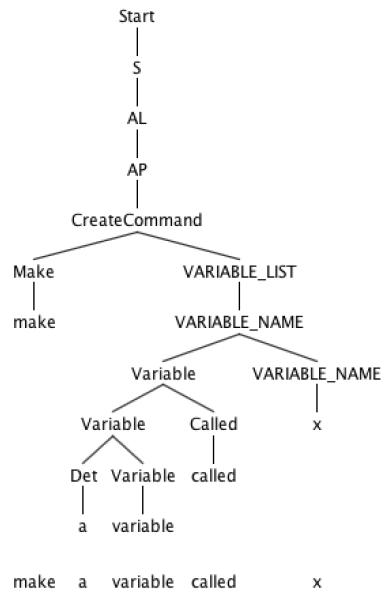 Start
S
AL
AP
CreateCommand
Make VARIABLE_LIST
make VARIABLE_NAME
Variable VARIABLE_NAME
Variable Called x
Det Variable called
a variable
make a variable called x